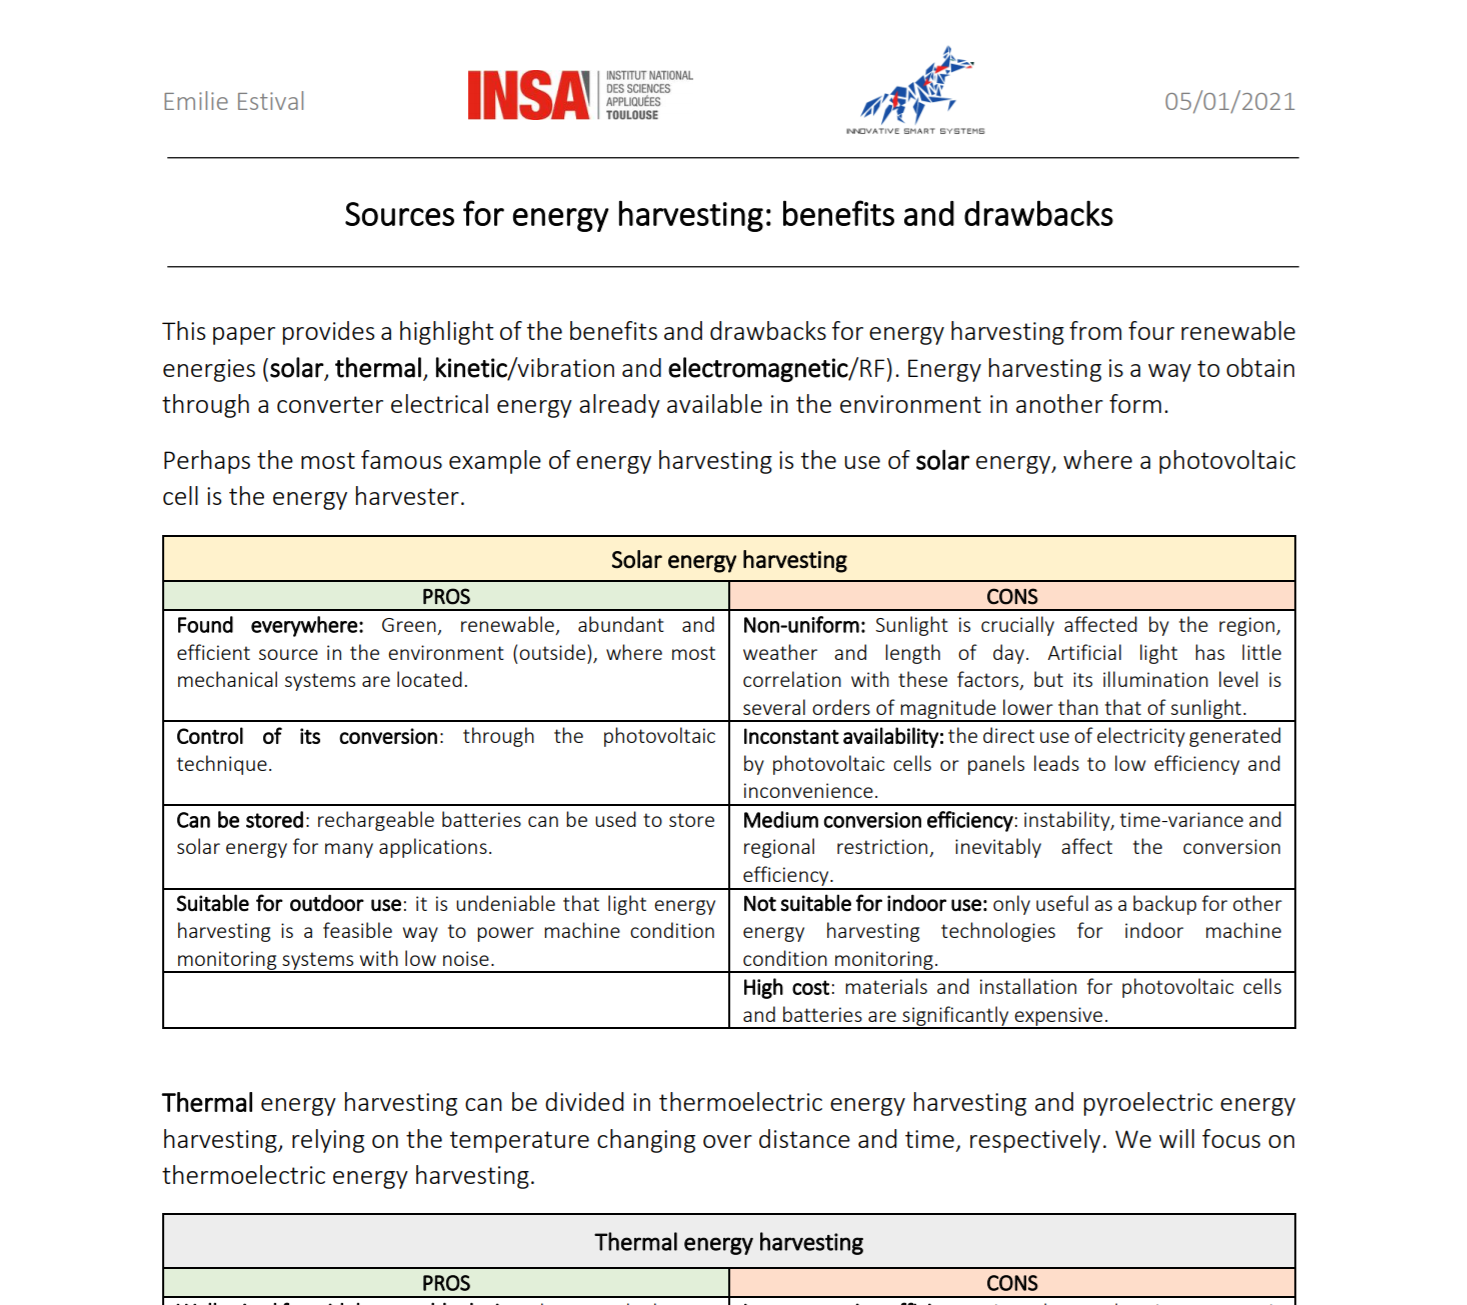 Emilie Estival
INSA
INSTITUT NATIONAL
DES SCIENCES
APPLIQUÉES
TOULOUSE
INNOVATIVE SMART SYSTEMS
05/01/2021
Sources for energy harvesting: benefits and drawbacks
This paper provides a highlight of the benefits and drawbacks for energy harvesting from four renewable
energies (solar, thermal, kinetic/vibration and electromagnetic/RF). Energy harvesting is a way to obtain
through a converter electrical energy already available in the environment in another form.
Perhaps the most famous example of energy harvesting is the use of solar energy, where a photovoltaic
cell is the energy harvester.
Solar energy harvesting
PROS
CONS
Found everywhere: Green, renewable, abundant and
efficient source in the environment (outside), where most
mechanical systems are located.
Non-uniform: Sunlight is crucially affected by the region,
weather and length of day. Artificial light has little
correlation with these factors, but its illumination level is
several orders of magnitude lower than that of sunlight.
Control of its conversion: through the photovoltaic
technique.
Inconstant availability: the direct use of electricity generated
by photovoltaic cells or panels leads to low efficiency and
inconvenience.
Can be stored: rechargeable batteries can be used to store
solar energy for many applications.
Medium conversion efficiency: instability, time-variance and
regional restriction, inevitably affect the conversion
efficiency.
Suitable for outdoor use: it is undeniable that light energy
harvesting is a feasible way to power machine condition
monitoring systems with low noise.
Not suitable for indoor use: only useful as a backup for other
energy harvesting technologies for indoor machine
condition monitoring.
High cost: materials and installation for photovoltaic cells
and batteries are significantly expensive.
Thermal energy harvesting can be divided in thermoelectric energy harvesting and pyroelectric energy
harvesting, relying on the temperature changing over distance and time, respectively. We will focus on
thermoelectric energy harvesting.
Thermal energy harvesting
PROS
CONS